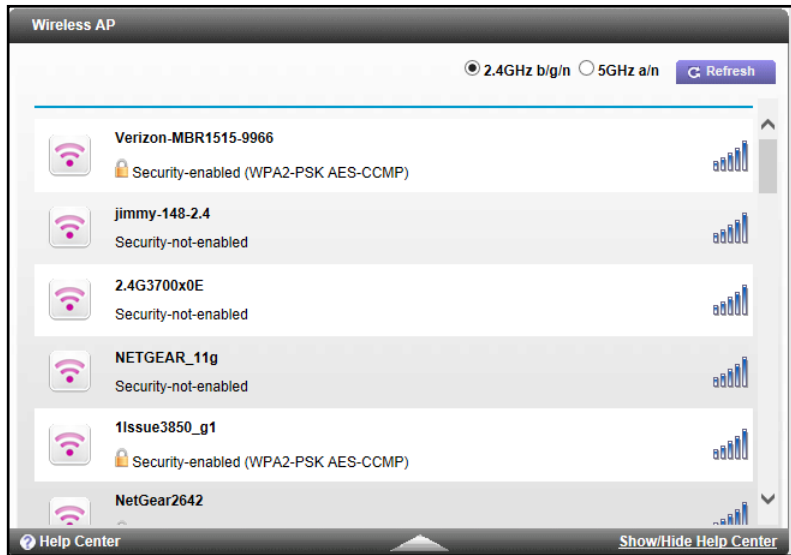 Wireless AP
2.4GHz b/g/n 5GHz a/n Refresh
Verizon-MBR1515-9966
Security-enabled (WPA2-PSK AES-CCMP)
jimmy-148-2.4
Security-not-enabled
2.4G3700x0E
Security-not-enabled
NETGEAR_11g
Security-not-enabled
1Issue3850_g1
Security-enabled (WPA2-PSK AES-CCMP)
NetGear2642
Help Center Show/Hide Help Center